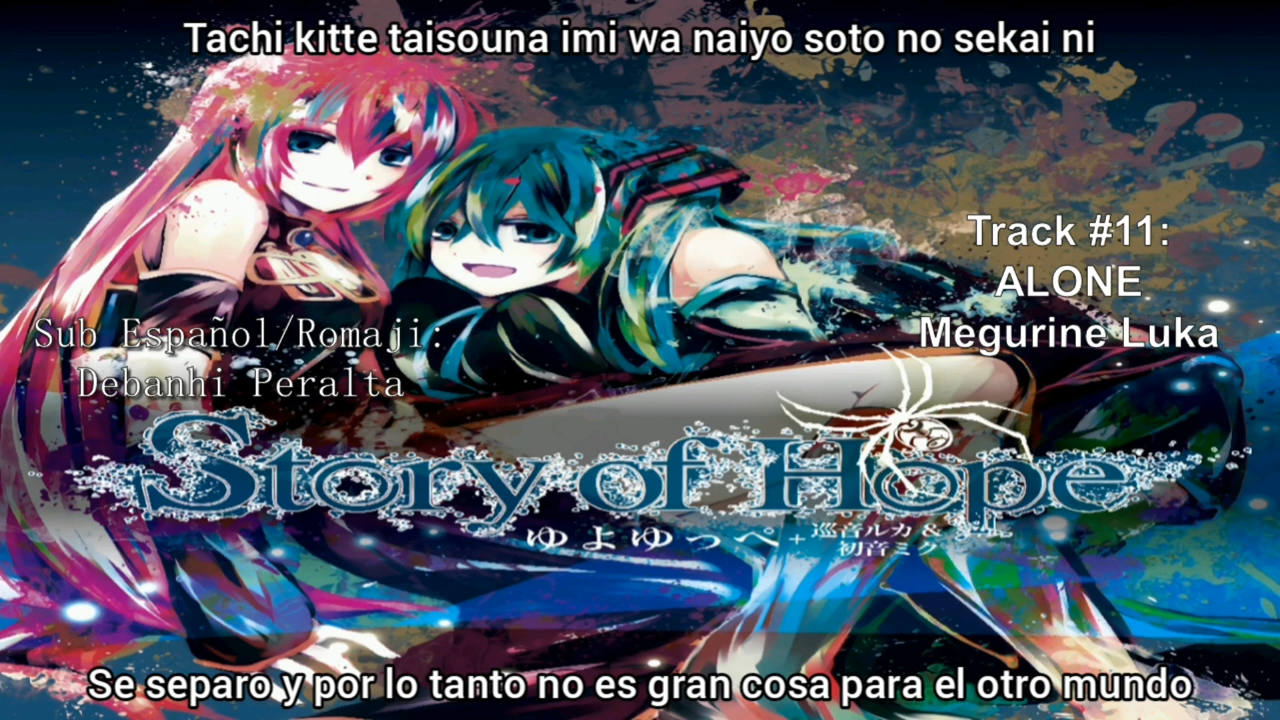 Tachi kitte taisouna imi wa naiyo soto no sekai ni
Track #11:
ALONE
Megurine Luka
Sub Español/Romaji:
Debanhi Peralta
Story of Hope
ゆよゆっぺ+巡音ルカ&
初音ミク
Se separo y por lo tanto no es gran cosa para el otro mundo